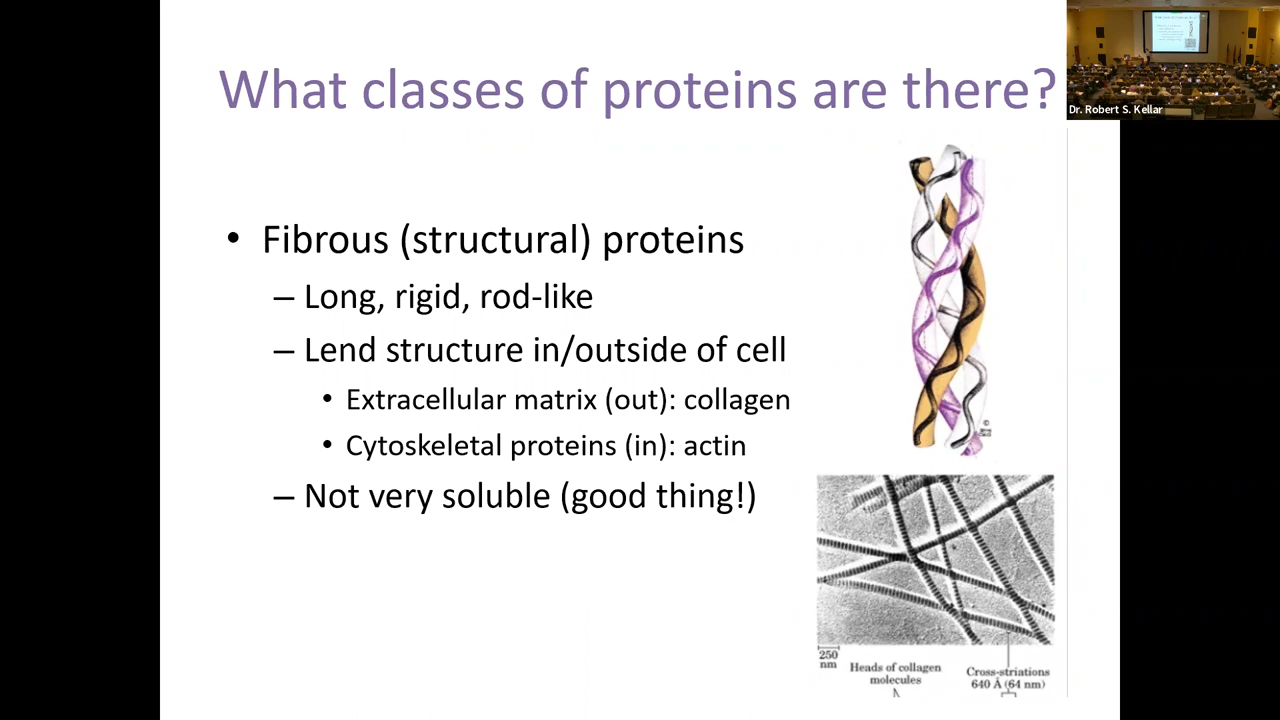 What classes of proteins are there?
Dr. Robert S. Kellar
• Fibrous (structural) proteins
– Long, rigid, rod-like
– Lend structure in/outside of cell
• Extracellular matrix (out): collagen
• Cytoskeletal proteins (in): actin
– Not very soluble (good thing!)
©
250
nm
Heads of collagen
molecules
Cross-striations
640 Å (64 nm)